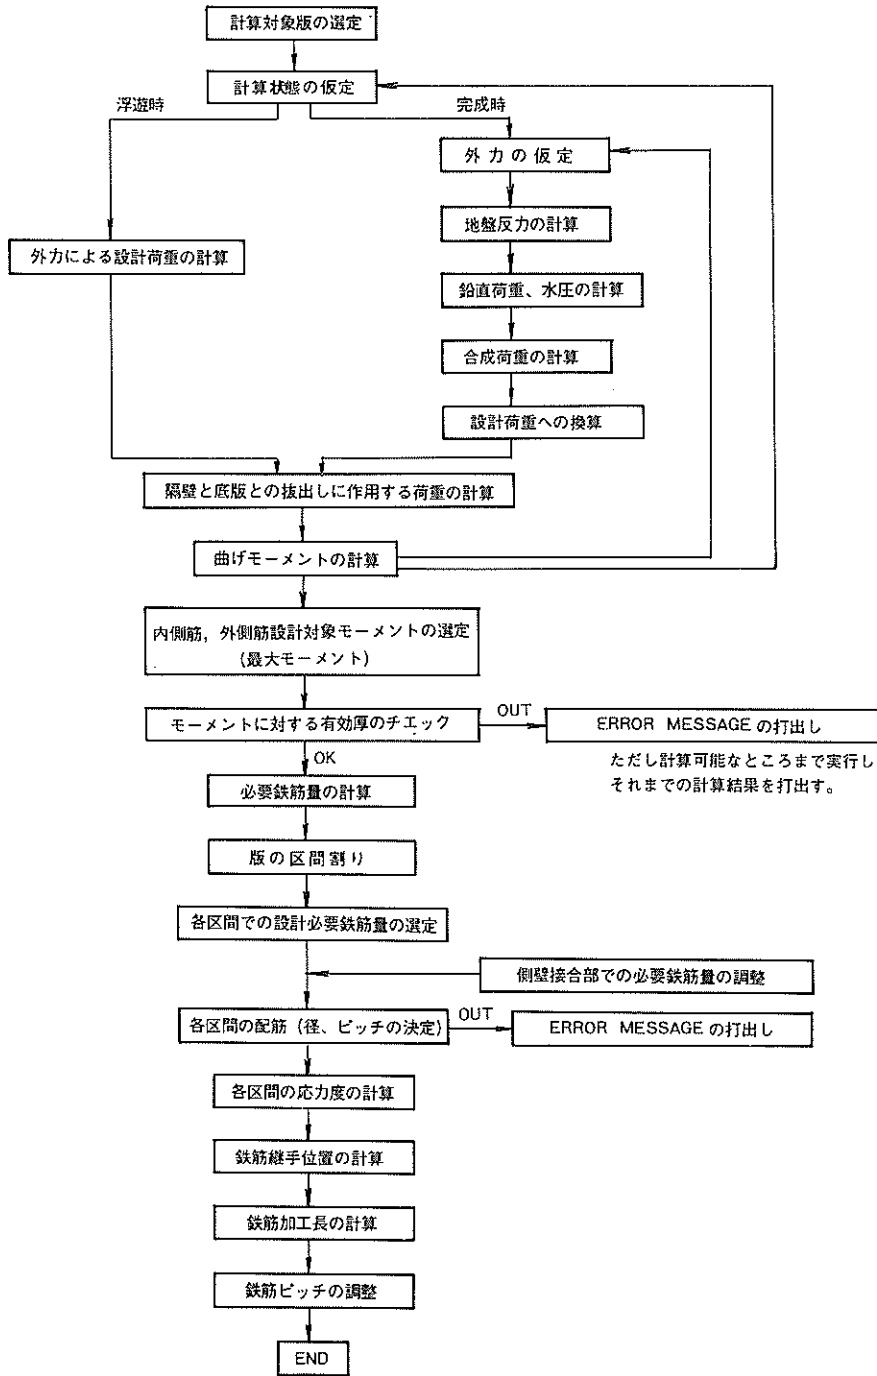 計算対象版の選定
計算状態の仮定
浮遊時
完成時
外力の仮定
地盤反力の計算
外力による設計荷重の計算
鉛直荷重、水圧の計算
合成荷重の計算
設計荷重への換算
隔壁と底版との抜出しに作用する荷重の計算
曲げモーメントの計算
内側筋，外側筋設計対象モーメントの選定
(最大モーメント)
モーメントに対する有効厚のチエック
OUT
ERROR MESSAGE の打出し
OK
ただし計算可能なところまで実行し
それまでの計算結果を打出す。
必要鉄筋量の計算
版の区間割り
各区間での設計必要鉄筋量の選定
側壁接合部での必要鉄筋量の調整
各区間の配筋（径、ピッチの決定）
OUT
ERROR MESSAGE の打出し
各区間の応力度の計算
鉄筋継手位置の計算
鉄筋加工長の計算
鉄筋ピッチの調整
END